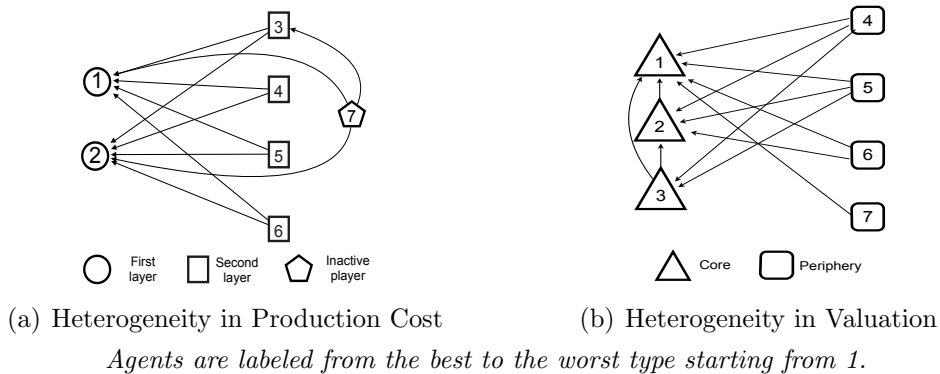 3
4
1
4
1
5
7
2
2
5
6
3
6
7
First layer
Second layer
Inactive player
Core
Periphery
(a) Heterogeneity in Production Cost
(b) Heterogeneity in Valuation
Agents are labeled from the best to the worst type starting from 1.